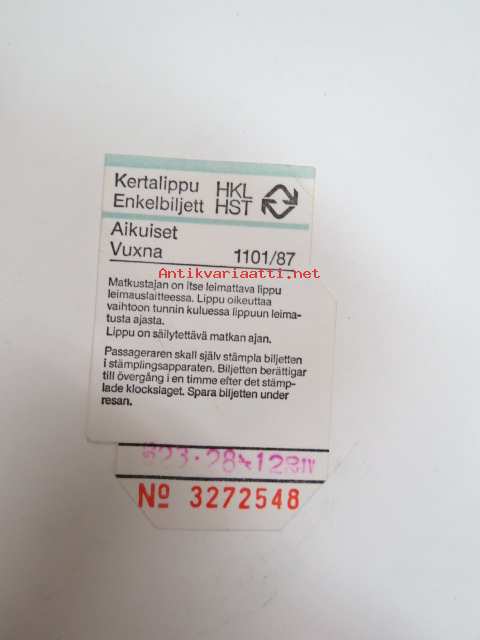 Kertalippu HKL
Enkelbiljett HST
Aikuiset
Vuxna 1101/87
Antikvariaatti.net
Matkustajan on itse leimattava lippu
leimauslaitteessa. Lippu oikeuttaa
vaihtoon tunnin kuluessa lippuun leima-
tusta ajasta.
Lippu on säilytettävä matkan ajan.
Passageraren skall själv stämpla biljetten
i stämplingsapparaten. Biljetten berättigar
till övergång i en timme efter det stämp-
lade klockslaget. Spara biljetten under
resan.
Nº 3272548